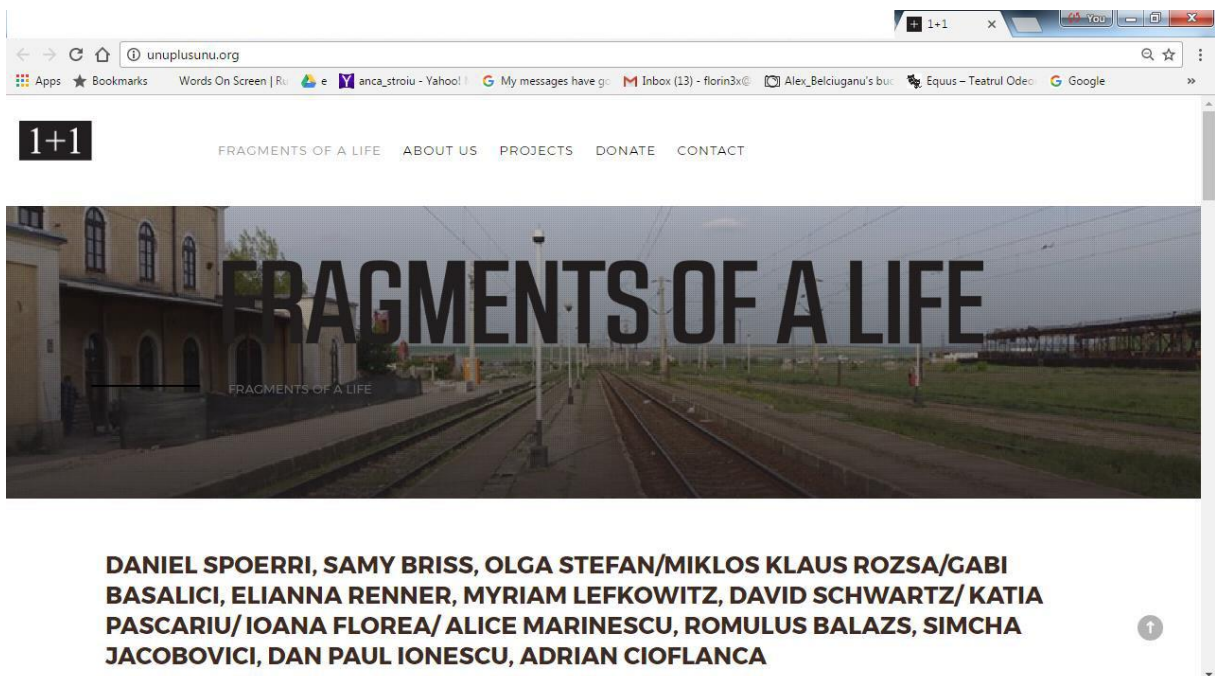 1+1
You
unuplusunu.org
Apps Bookmarks Words On Screen | Ru e anca_stroiu - Yahoo! My messages have go Inbox (13) - florin3x@ Alex_Belciuganu's buc Equus – Teatrul Odeo Google »
1+1
FRAGMENTS OF A LIFE ABOUT US PROJECTS DONATE CONTACT
FRAGMENTS OF A LIFE
FRAGMENTS OF A LIFE
DANIEL SPOERRI, SAMY BRISS, OLGA STEFAN/MIKLOS KLAUS ROZSA/GABI
BASALICI, ELIANNA RENNER, MYRIAM LEFKOWITZ, DAVID SCHWARTZ/ KATIA
PASCARIU/ IOANA FLOREA/ ALICE MARINESCU, ROMULUS BALAZS, SIMCHA
JACOBOVICI, DAN PAUL IONESCU, ADRIAN CIOFLANCA